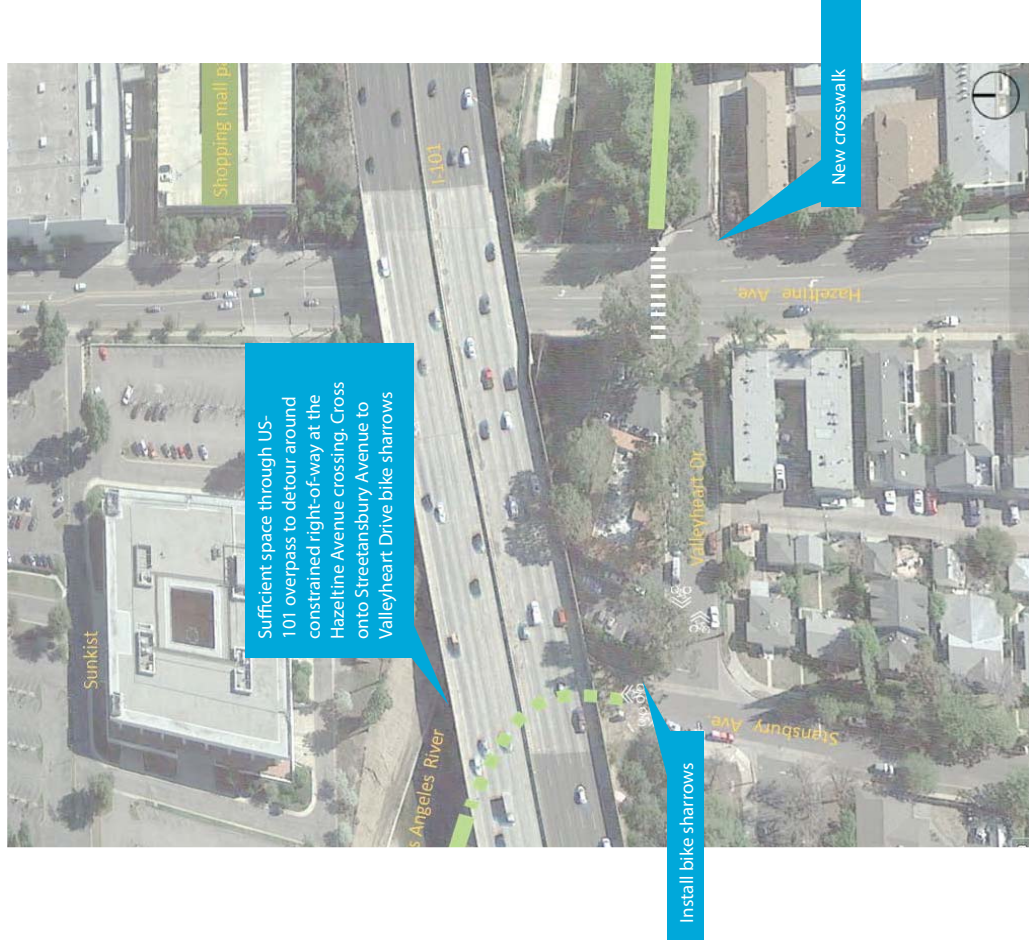 New crosswalk
Shopping mall pa
I-101
Hazeltine Ave.
Sufficient space through US-
101 overpass to detour around
constrained right-of-way at the
Hazeltine Avenue crossing. Cross
onto Streetansbury Avenue to
Valleyheart Drive bike sharrows
Valleyheart Dr.
Sunkist
s Angeles River
Stansbury Ave.
Install bike sharrows